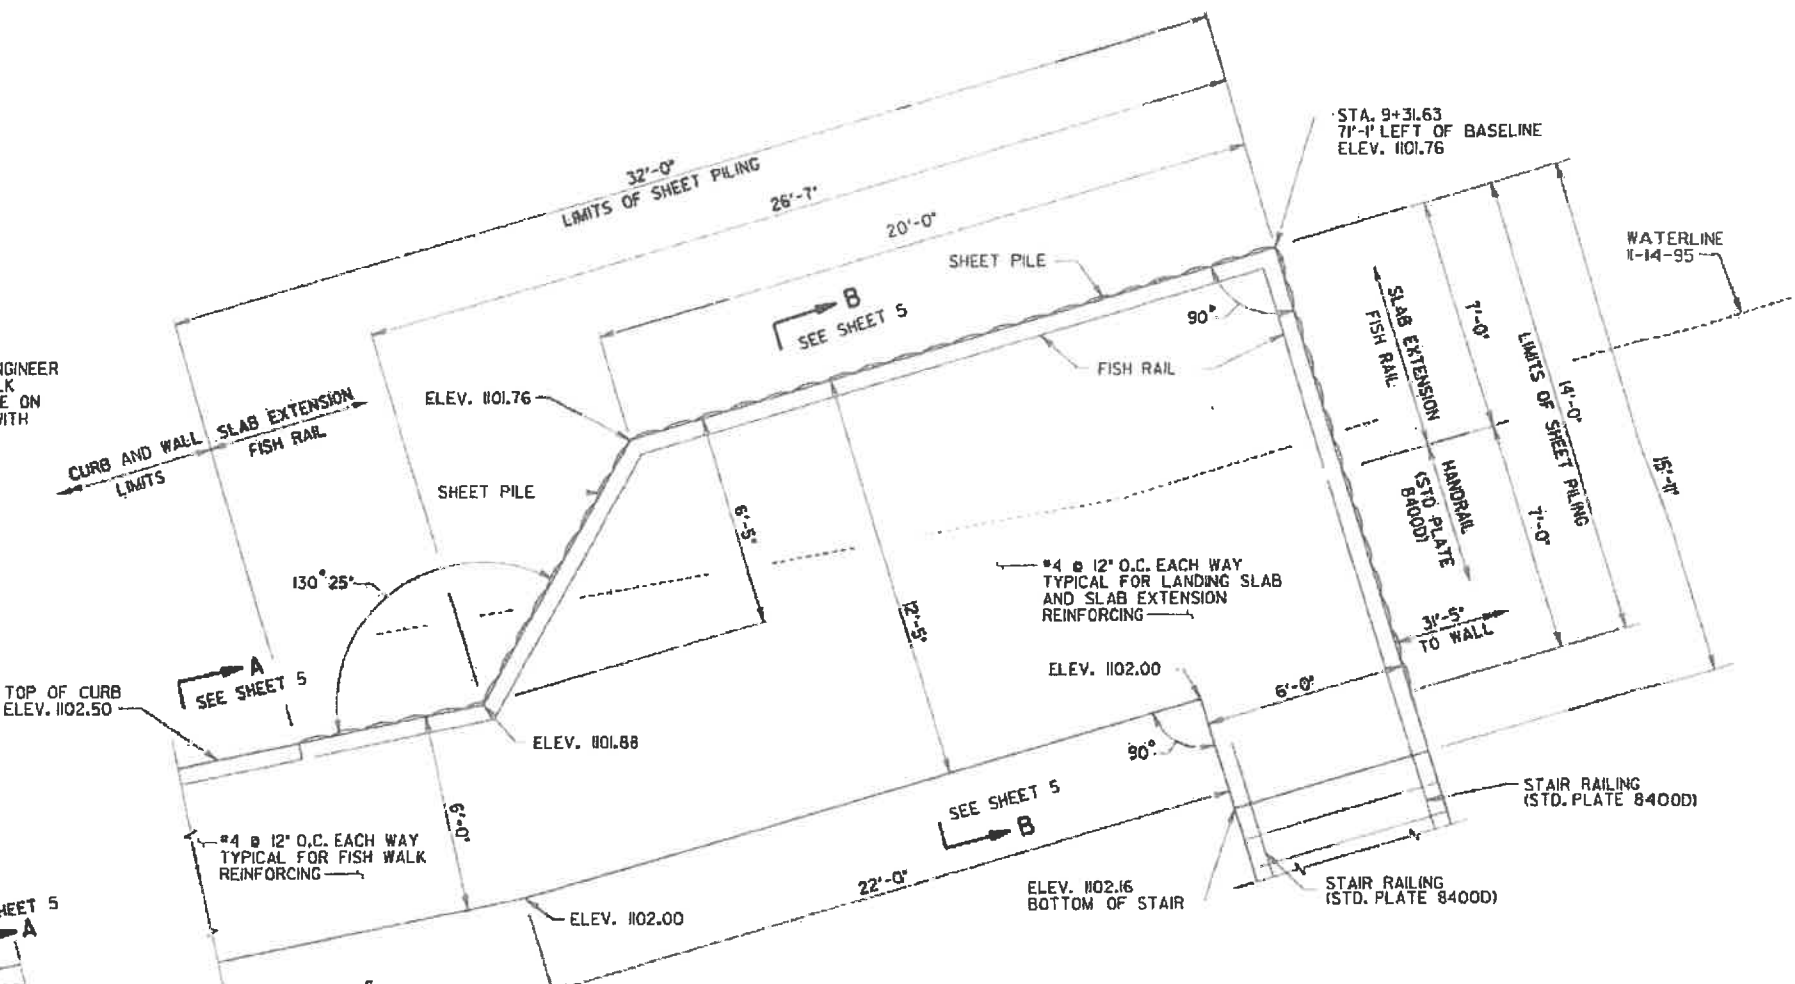 32'-0"
LIMITS OF SHEET PILING
26'-7"
20'-0"
STA. 9+31.63
71'-1" LEFT OF BASELINE
ELEV. 1101.76
WATERLINE
11-14-95
SHEET PILE
B
SEE SHEET 5
90°
FISH RAIL
SLAB EXTENSION
FISH RAIL
7'-0"
LIMITS OF SHEET PILING
14'-0"
15'-11"
HANDRAIL
(STD PLATE
8400D)
7'-0"
31'-5"
TO WALL
ELEV. 1101.76
CURB AND WALL
LIMITS
SLAB EXTENSION
FISH RAIL
SHEET PILE
6'-5"
130° 25'
12'-5"
#4 @ 12" O.C. EACH WAY
TYPICAL FOR LANDING SLAB
AND SLAB EXTENSION
REINFORCING
A
SEE SHEET 5
TOP OF CURB
ELEV. 1102.50
ELEV. 1101.88
ELEV. 1102.00
6'-0"
90°
6'-0"
SEE SHEET 5
B
#4 @ 12" O.C. EACH WAY
TYPICAL FOR FISH WALK
REINFORCING
STAIR RAILING
(STD. PLATE 8400D)
22'-0"
ELEV. 1102.16
BOTTOM OF STAIR
STAIR RAILING
(STD. PLATE 8400D)
ELEV. 1102.00
SHEET 5
A